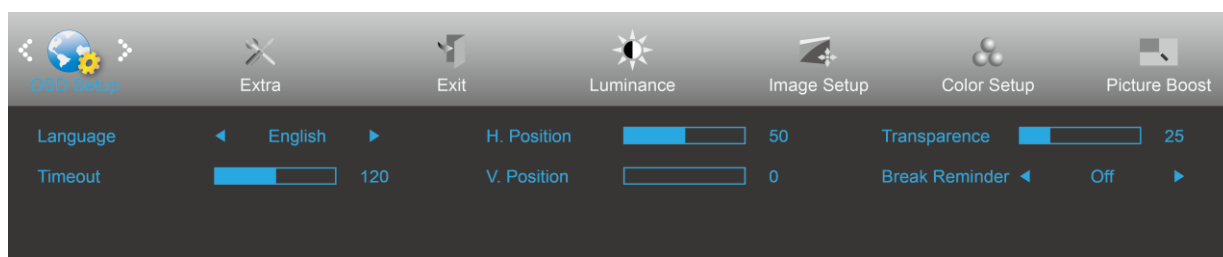 OSD Setup Extra Exit Luminance Image Setup Color Setup Picture Boost
Language English H. Position 50 Transparence 25
Timeout 120 V. Position 0 Break Reminder Off